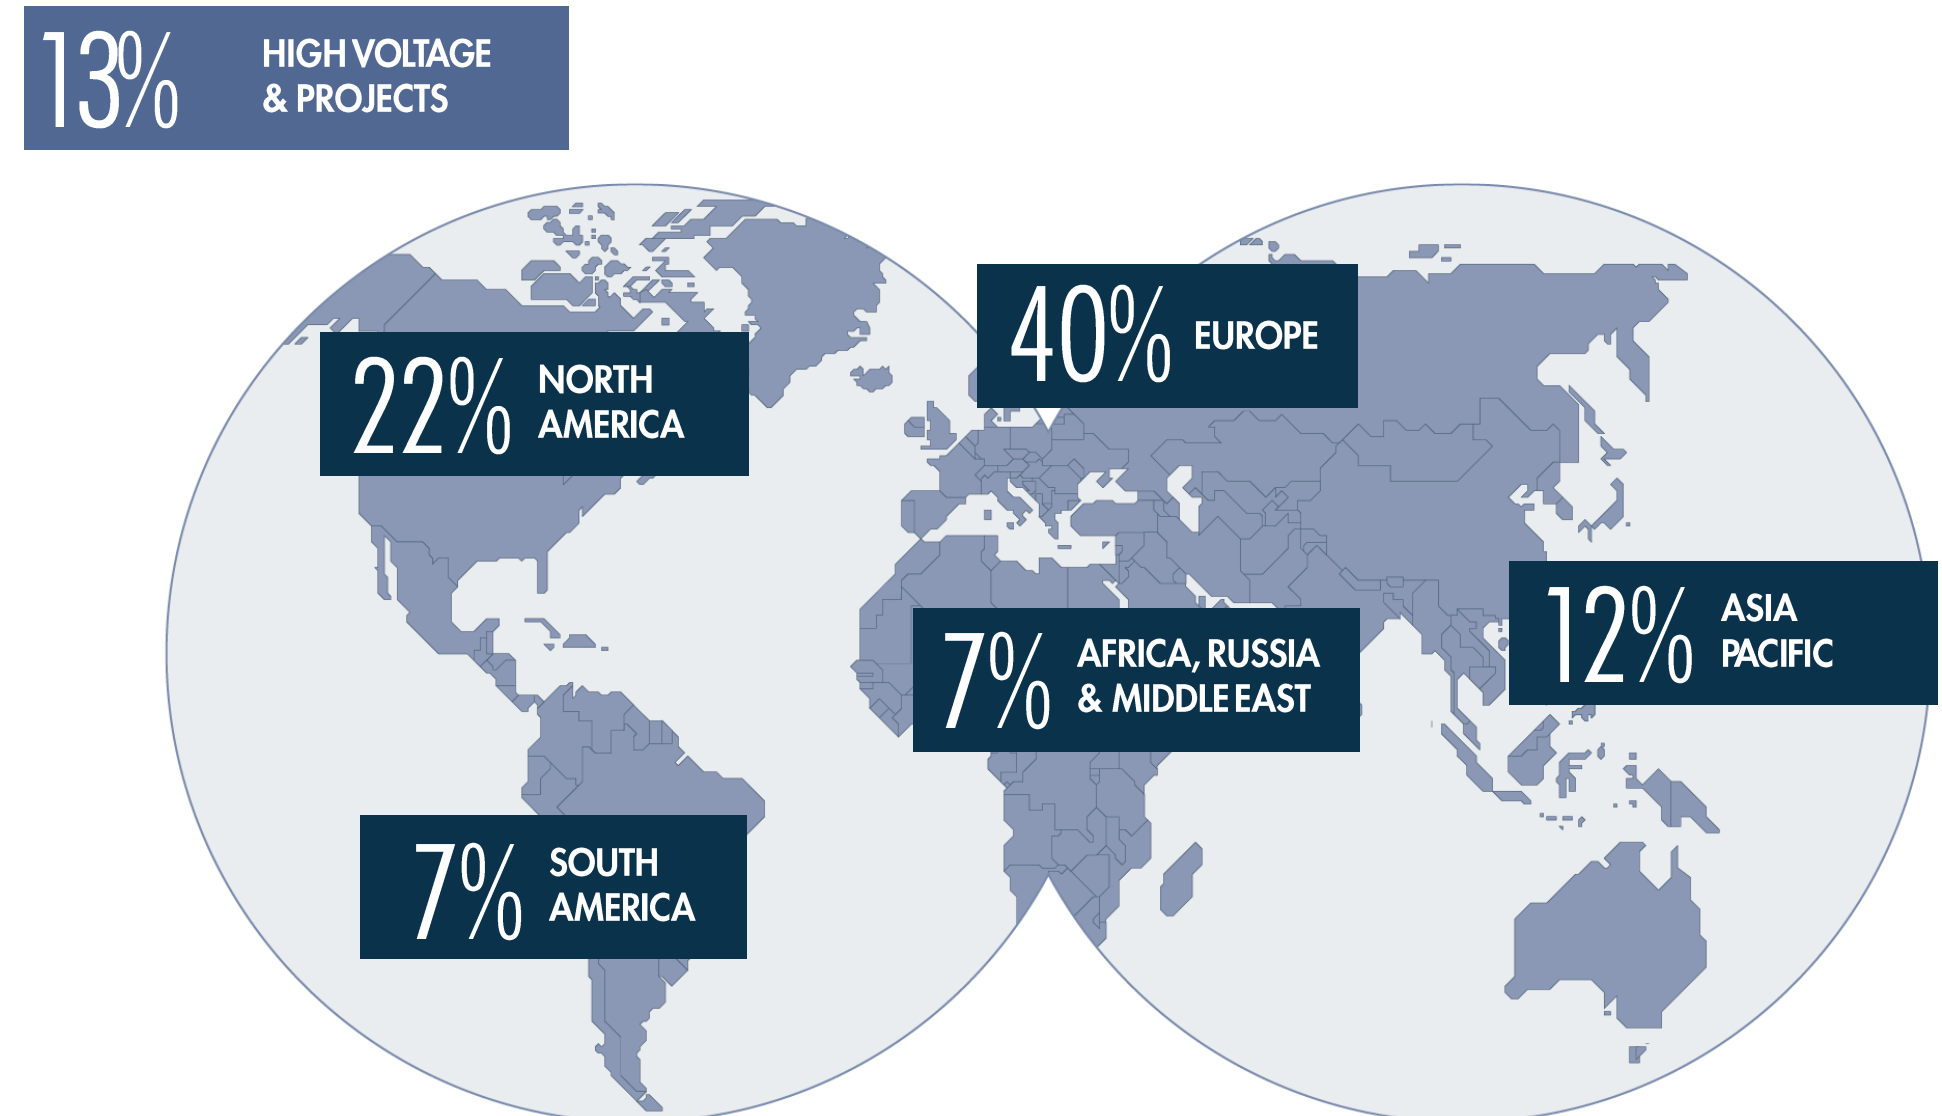 13% HIGH VOLTAGE
& PROJECTS
40% EUROPE
22% NORTH
AMERICA
12% ASIA
PACIFIC
7% AFRICA, RUSSIA
& MIDDLE EAST
7% SOUTH
AMERICA